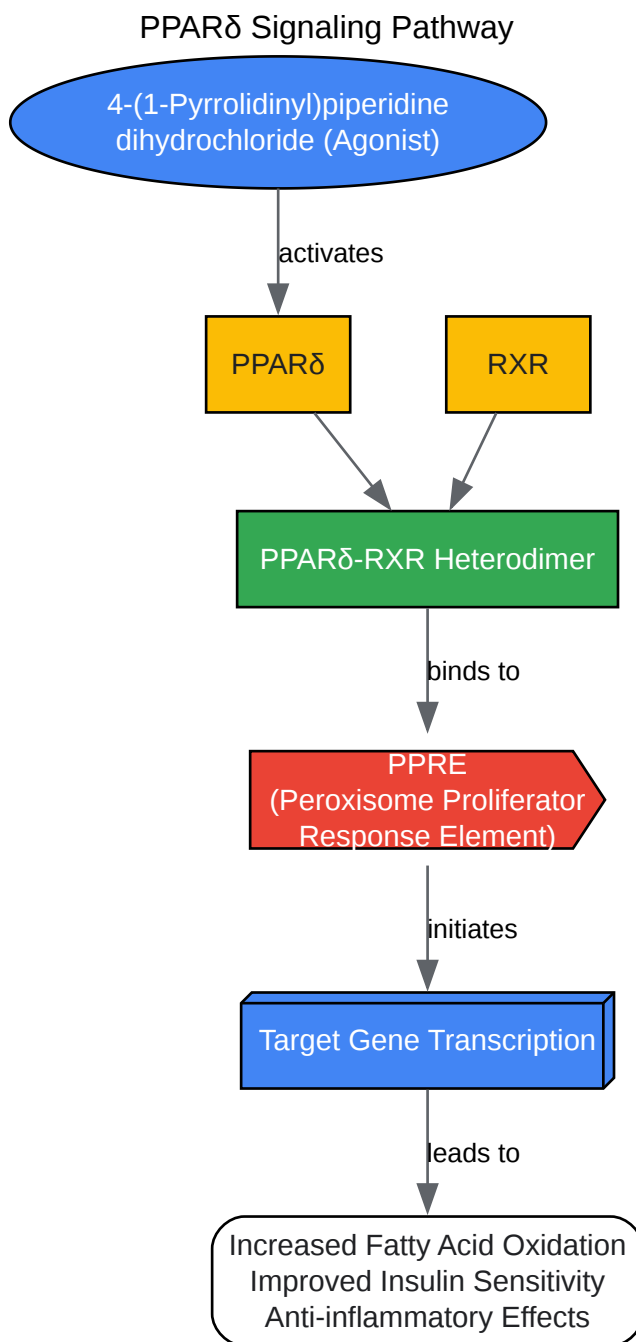 PPARδ Signaling Pathway
4-(1-Pyrrolidinyl)piperidine
dihydrochloride (Agonist)
activates
PPARδ
RXR
PPARδ-RXR Heterodimer
binds to
PPRE
(Peroxisome Proliferator
Response Element)
initiates
Target Gene Transcription
leads to
Increased Fatty Acid Oxidation
Improved Insulin Sensitivity
Anti-inflammatory Effects